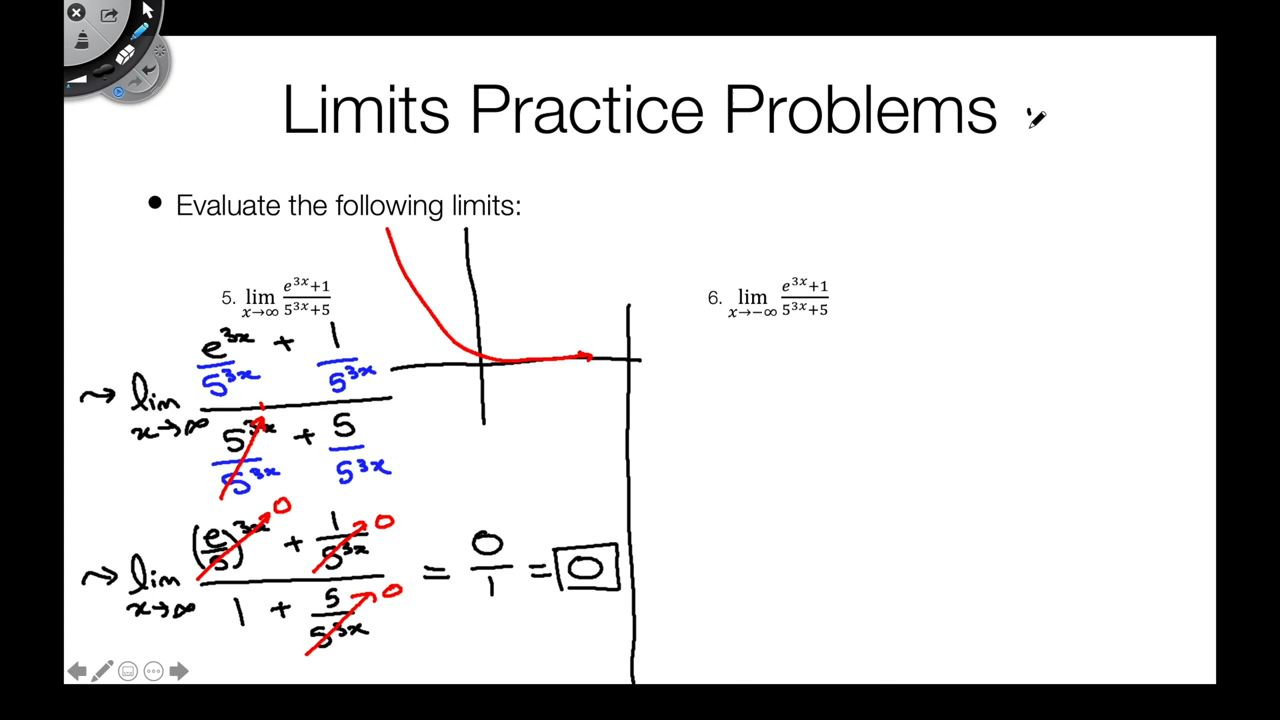 Limits Practice Problems
• Evaluate the following limits:
5. lim x→∞ (e^{3x}+1)/(5^{3x}+5)
6. lim x→−∞ (e^{3x}+1)/(5^{3x}+5)
⇝ lim x→∞ (e^{3x}/5^{3x} + 1/5^{3x})/(5^{3x}/5^{3x} + 5/5^{3x})
⇝ lim x→∞ ((e/5)^{3x} → 0 + 1/5^{3x} → 0)/(1 + 5/5^{3x} → 0) = 0/1 = 0